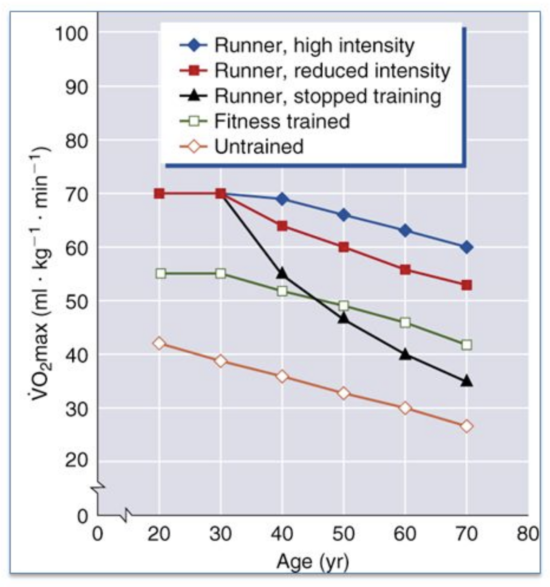 100
90
80
70
60
50
40
30
20
0
V̇O₂max (ml · kg⁻¹ · min⁻¹)
Runner, high intensity
Runner, reduced intensity
Runner, stopped training
Fitness trained
Untrained
0 20 30 40 50 60 70 80
Age (yr)